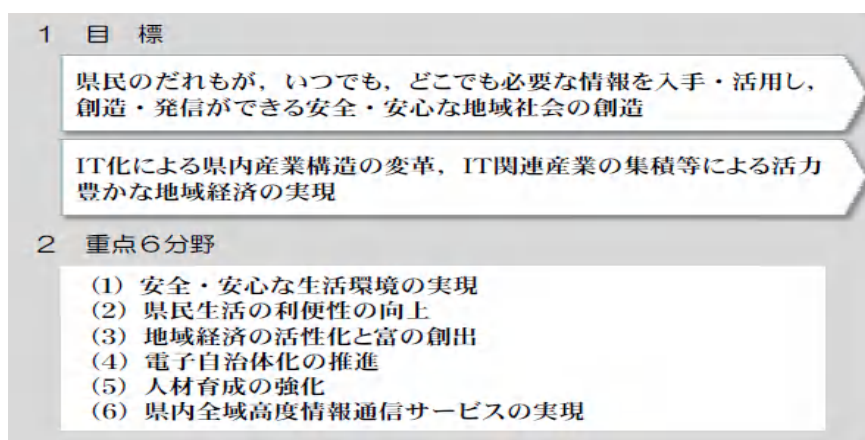 1 目 標
県民のだれもが，いつでも，どこでも必要な情報を入手・活用し，
創造・発信ができる安全・安心な地域社会の創造
IT化による県内産業構造の変革，IT関連産業の集積等による活力
豊かな地域経済の実現
2 重点6分野
(1) 安全・安心な生活環境の実現
(2) 県民生活の利便性の向上
(3) 地域経済の活性化と富の創出
(4) 電子自治体化の推進
(5) 人材育成の強化
(6) 県内全域高度情報通信サービスの実現